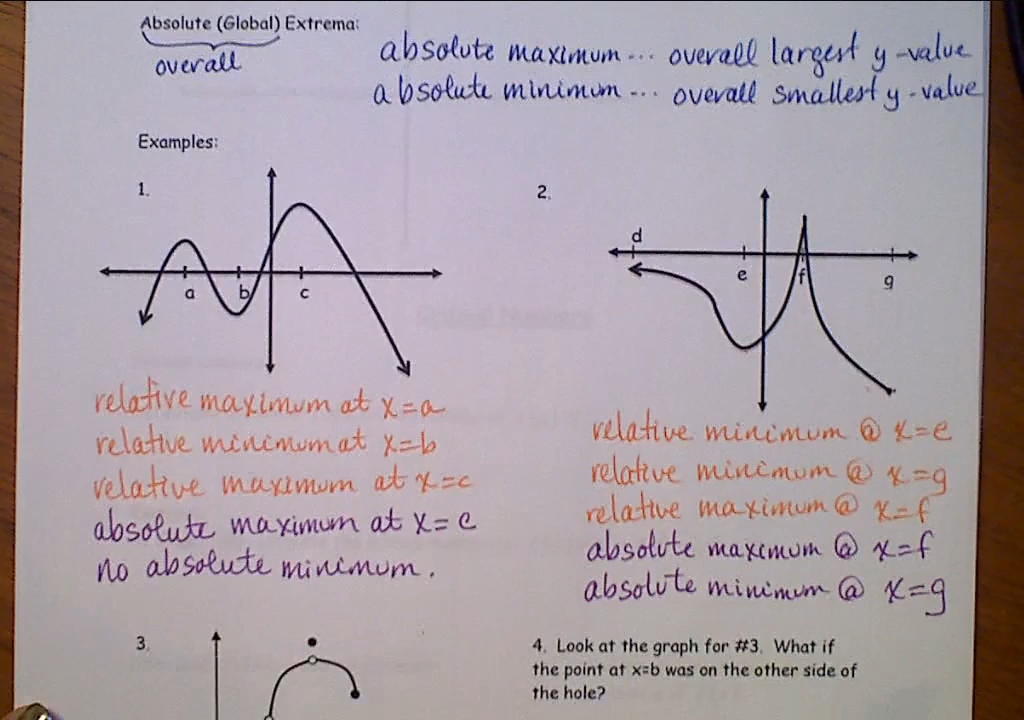 Absolute (Global) Extrema:
overall
absolute maximum ... overall largest y-value
absolute minimum ... overall smallest y-value
Examples:
1.
a b c
2.
d
e f g
relative maximum at x=a
relative minimum at x=b
relative maximum at x=c
absolute maximum at x=c
no absolute minimum.
relative minimum @ x=e
relative minimum @ x=g
relative maximum @ x=f
absolute maximum @ x=f
absolute minimum @ x=g
3.
4. Look at the graph for #3. What if
the point at x=b was on the other side of
the hole?